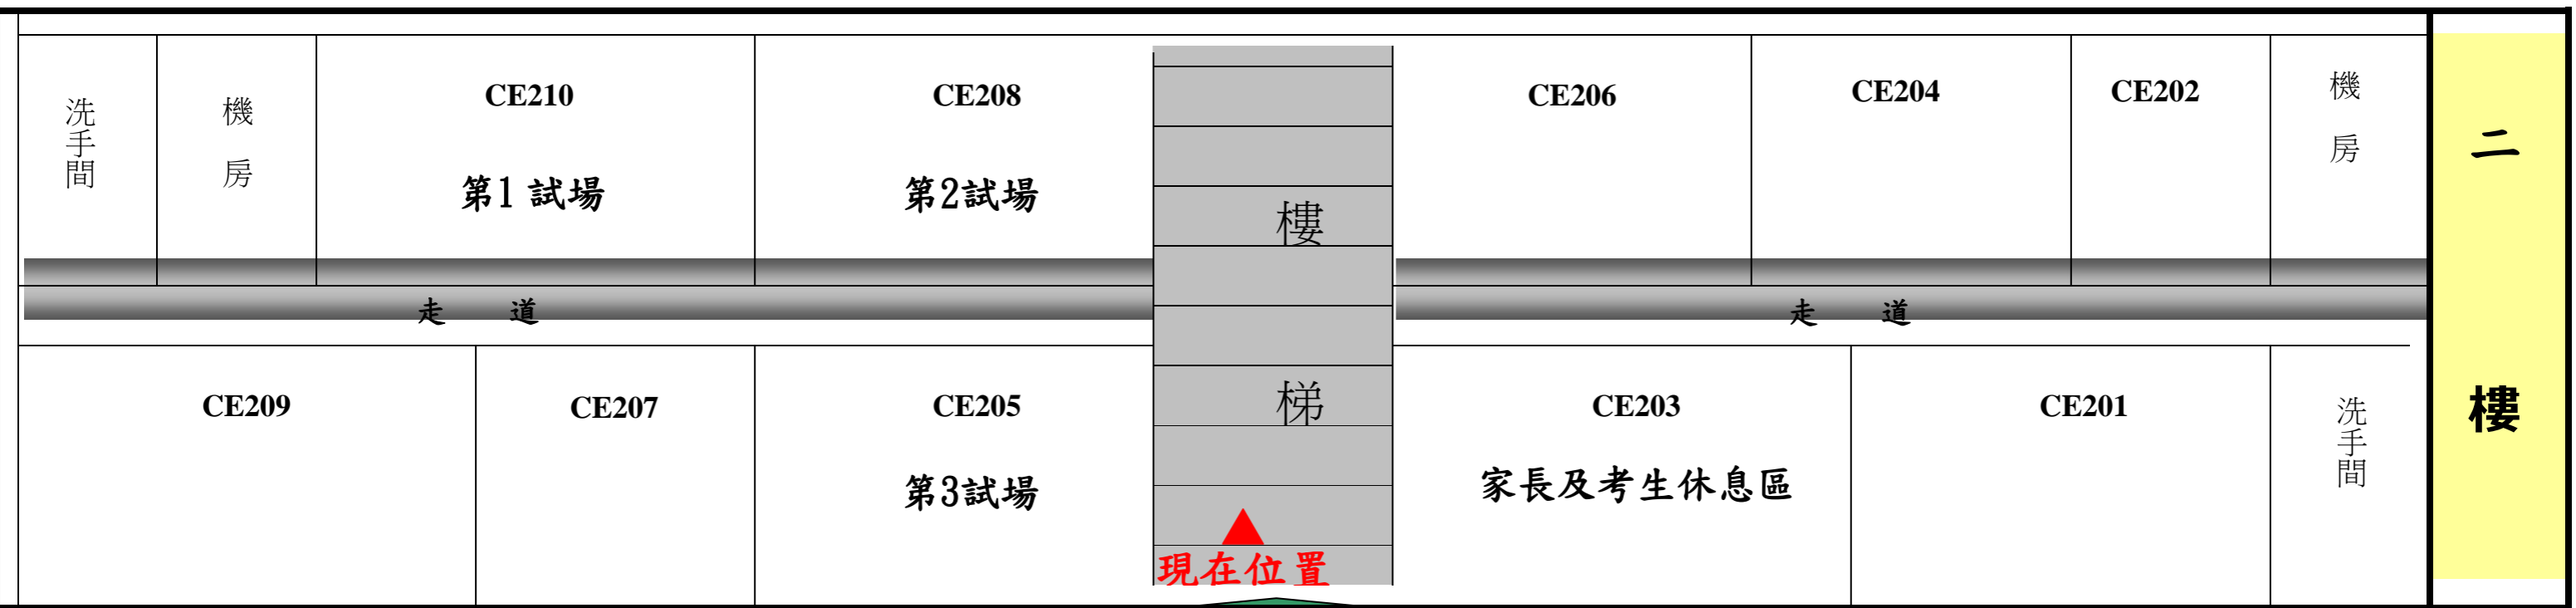 洗手間
機房
CE210
第1試場
CE208
第2試場
樓梯
CE206
CE204
CE202
機房
二樓
走 道
走 道
CE209
CE207
CE205
第3試場
現在位置
CE203
家長及考生休息區
CE201
洗手間